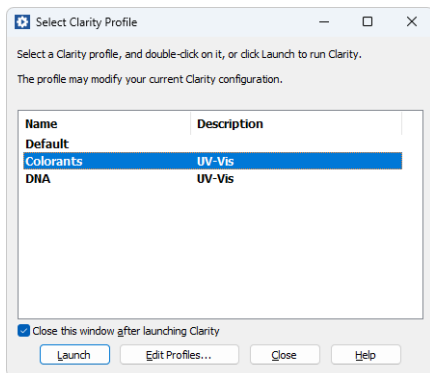 Select Clarity Profile
Select a Clarity profile, and double-click on it, or click Launch to run Clarity.
The profile may modify your current Clarity configuration.
Name Description
Default
Colorants UV-Vis
DNA UV-Vis
Close this window after launching Clarity
Launch Edit Profiles... Close Help